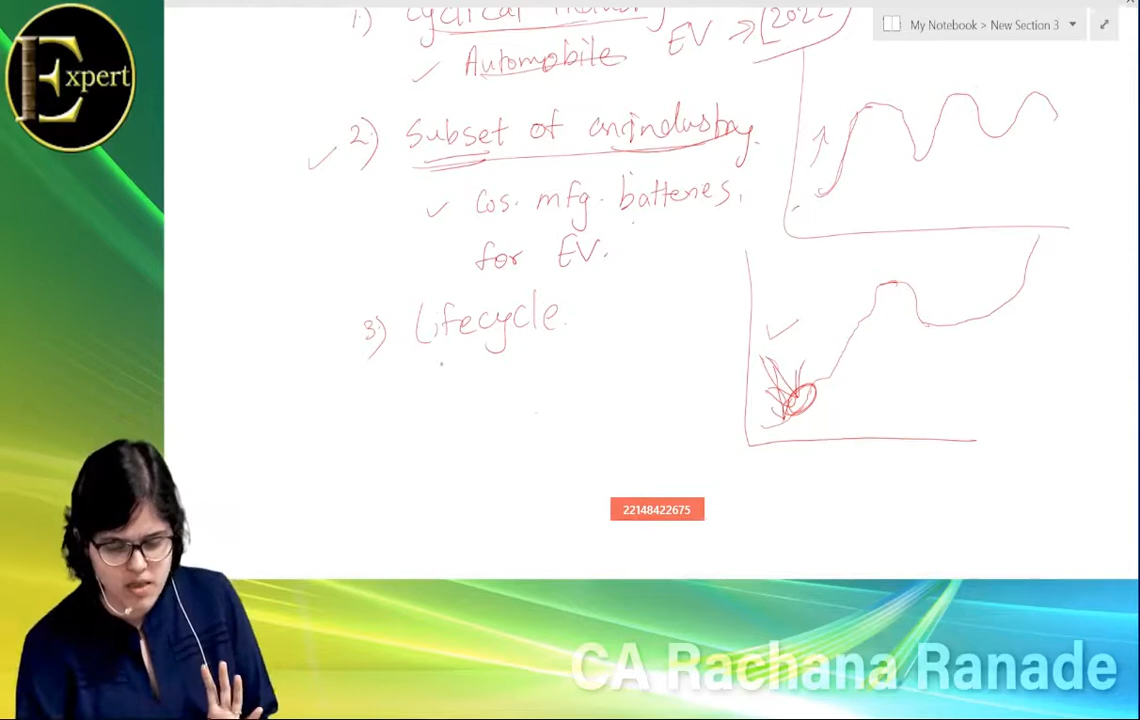 1.) Cyclical
EV → [2022
My Notebook > New Section 3
Expert
✓ Automobile
✓ 2.) Subset of an industry.
✓ Cos. mfg. batteries.
for EV.
3.) Lifecycle.
22148422675
CA Rachana Ranade